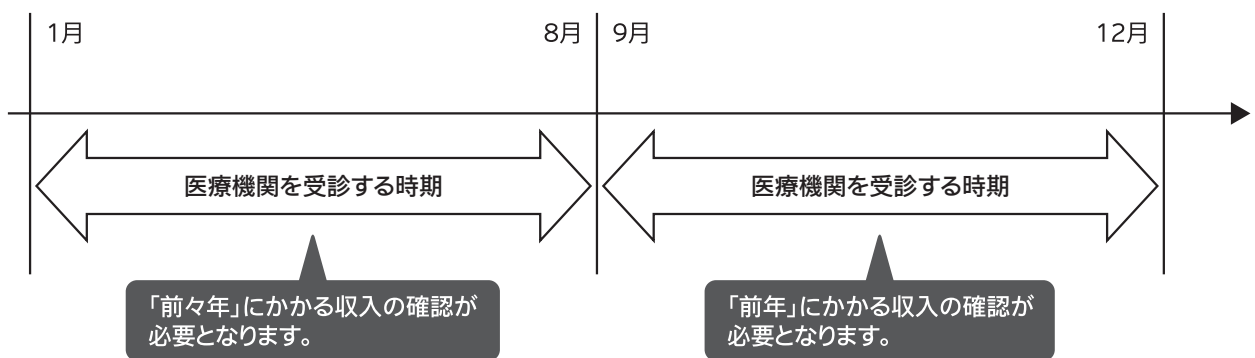 1月
8月
9月
12月
医療機関を受診する時期
医療機関を受診する時期
「前々年」にかかる収入の確認が
必要となります。
「前年」にかかる収入の確認が
必要となります。